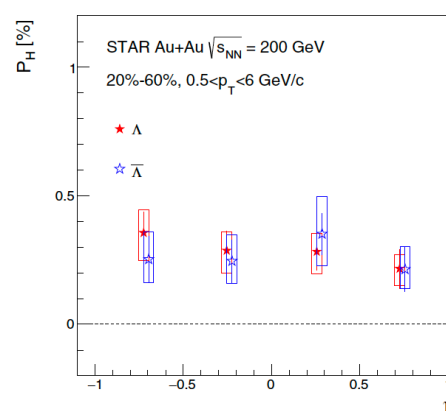 P_H [%]
STAR Au+Au √s_NN = 200 GeV
20%-60%, 0.5<p_T<6 GeV/c
Λ
Λ̅
1
0.5
0
−1
−0.5
0
0.5